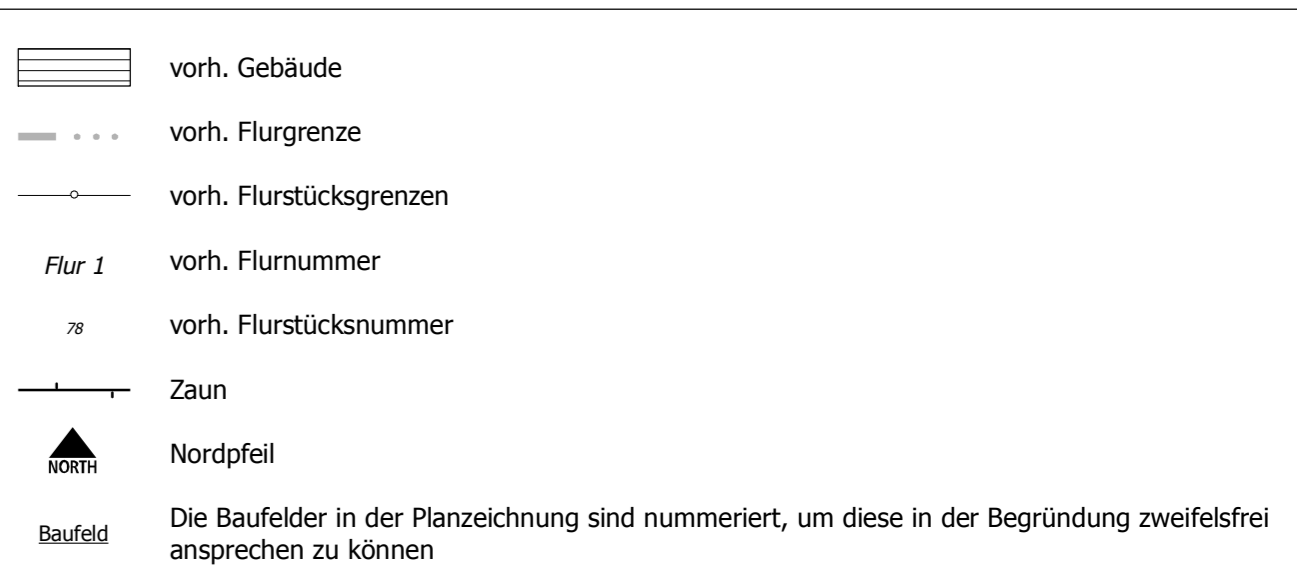 vorh. Gebäude
vorh. Flurgrenze
vorh. Flurstücksgrenzen
Flur 1 vorh. Flurnummer
78 vorh. Flurstücksnummer
Zaun
NORTH Nordpfeil
Baufeld Die Baufelder in der Planzeichnung sind nummeriert, um diese in der Begründung zweifelsfrei
ansprechen zu können